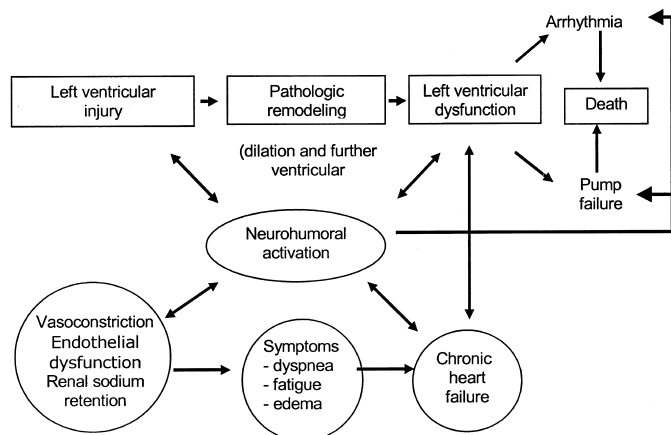 Arrhythmia
Left ventricular
injury
Pathologic
remodeling
Left ventricular
dysfunction
Death
(dilation and further
ventricular
Pump
failure
Neurohumoral
activation
Vasoconstriction
Endothelial
dysfunction
Renal sodium
retention
Symptoms
- dyspnea
- fatigue
- edema
Chronic
heart
failure